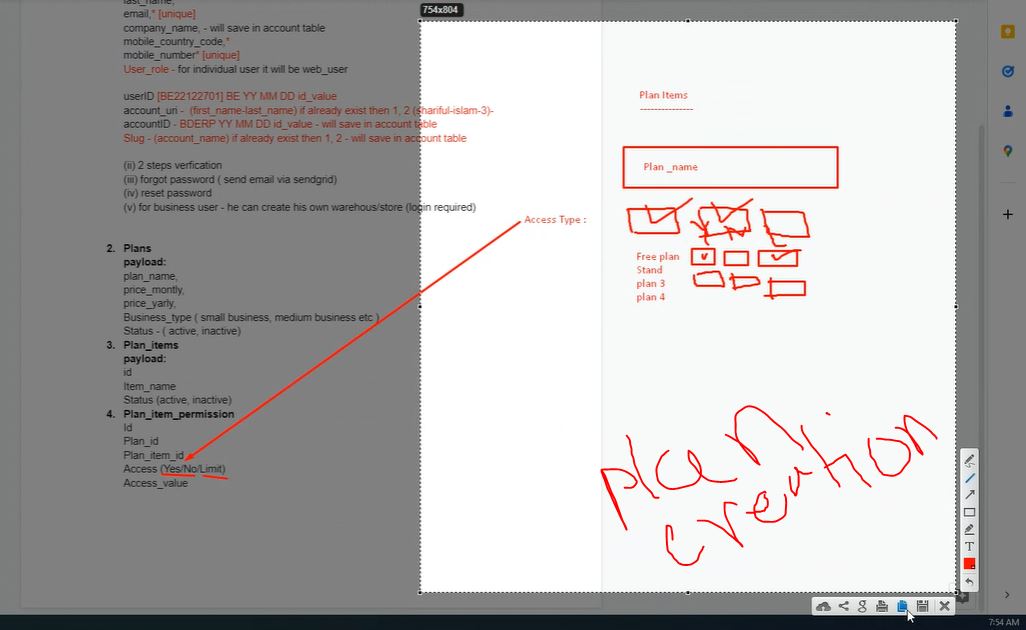 last_name,
email,* [unique]
company_name, - will save in account table
mobile_country_code,*
mobile_number* [unique]
User_role - for individual user it will be web_user
userID [BE22122701] BE YY MM DD id_value
account_uri - (first_name-last_name) if already exist then 1, 2 (shariful-islam-3)-
accountID - BDERP YY MM DD id_value - will save in account table
Slug - (account_name) if already exist then 1, 2 - will save in account table
(ii) 2 steps verfication
(iii) forgot password ( send email via sendgrid)
(iv) reset password
(v) for business user - he can create his own warehous/store (login required)
2. Plans
payload:
plan_name,
price_montly,
price_yarly,
Business_type ( small business, medium business etc )
Status - ( active, inactive)
3. Plan_items
payload:
id
Item_name
Status (active, inactive)
4. Plan_item_permission
Id
Plan_id
Plan_item_id
Access (Yes/No/Limit)
Access_value
754x804
Plan Items
---------------
Plan _name
Access Type :
Free plan
Stand
plan 3
plan 4
plan
creation
T
7:54 AM